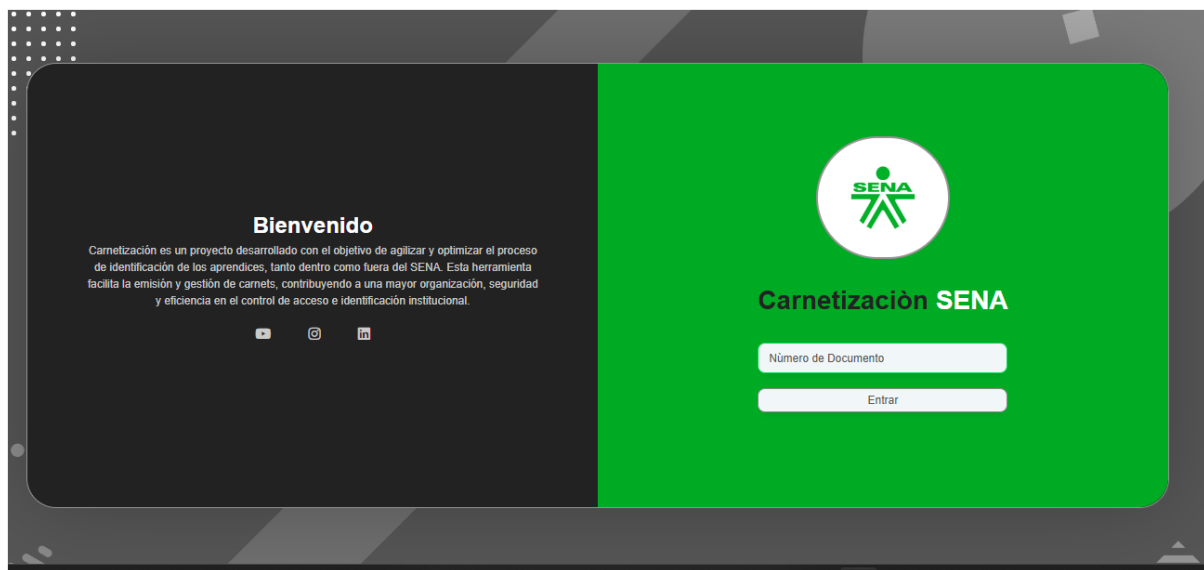 Bienvenido
Carnetización es un proyecto desarrollado con el objetivo de agilizar y optimizar el proceso
de identificación de los aprendices, tanto dentro como fuera del SENA. Esta herramienta
facilita la emisión y gestión de carnets, contribuyendo a una mayor organización, seguridad
y eficiencia en el control de acceso e identificación institucional.
SENA
Carnetizaciòn SENA
Nùmero de Documento
Entrar